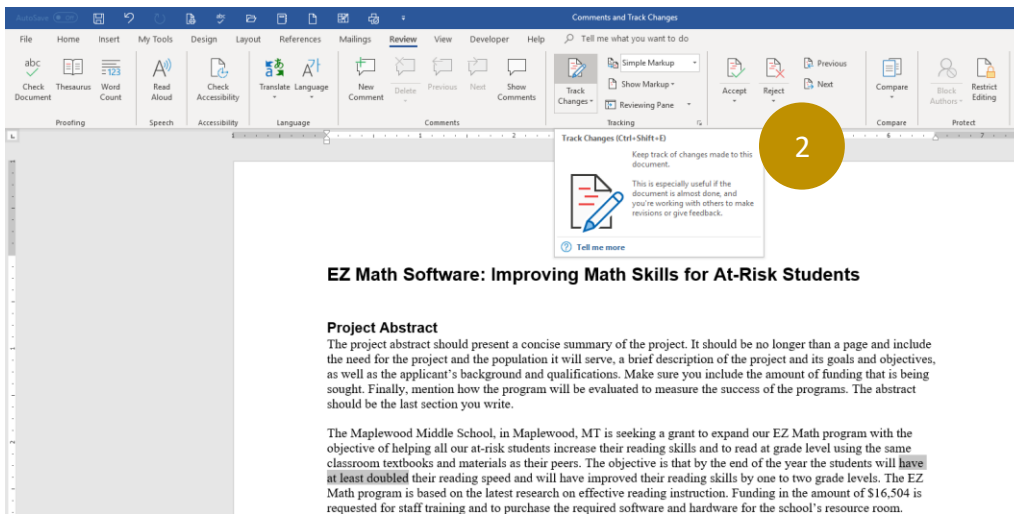 AutoSave Off
Comments and Track Changes
File Home Insert My Tools Design Layout References Mailings Review View Developer Help Tell me what you want to do
abc
Check Document
Thesaurus
123
Word Count
Proofing
Read Aloud
Speech
Check Accessibility
Accessibility
Translate
Language
Language
New Comment
Delete
Previous
Next
Show Comments
Comments
Track Changes
Simple Markup
Show Markup
Reviewing Pane
Tracking
Accept
Reject
Previous
Next
Compare
Compare
Block Authors
Restrict Editing
Protect
1 2 6 7
Track Changes (Ctrl+Shift+E)
Keep track of changes made to this
document.
This is especially useful if the
document is almost done, and
you're working with others to make
revisions or give feedback.
Tell me more
2
EZ Math Software: Improving Math Skills for At-Risk Students
Project Abstract
The project abstract should present a concise summary of the project. It should be no longer than a page and include
the need for the project and the population it will serve, a brief description of the project and its goals and objectives,
as well as the applicant's background and qualifications. Make sure you include the amount of funding that is being
sought. Finally, mention how the program will be evaluated to measure the success of the programs. The abstract
should be the last section you write.
The Maplewood Middle School, in Maplewood, MT is seeking a grant to expand our EZ Math program with the
objective of helping all our at-risk students increase their reading skills and to read at grade level using the same
classroom textbooks and materials as their peers. The objective is that by the end of the year the students will have
at least doubled their reading speed and will have improved their reading skills by one to two grade levels. The EZ
Math program is based on the latest research on effective reading instruction. Funding in the amount of $16,504 is
requested for staff training and to purchase the required software and hardware for the school's resource room.